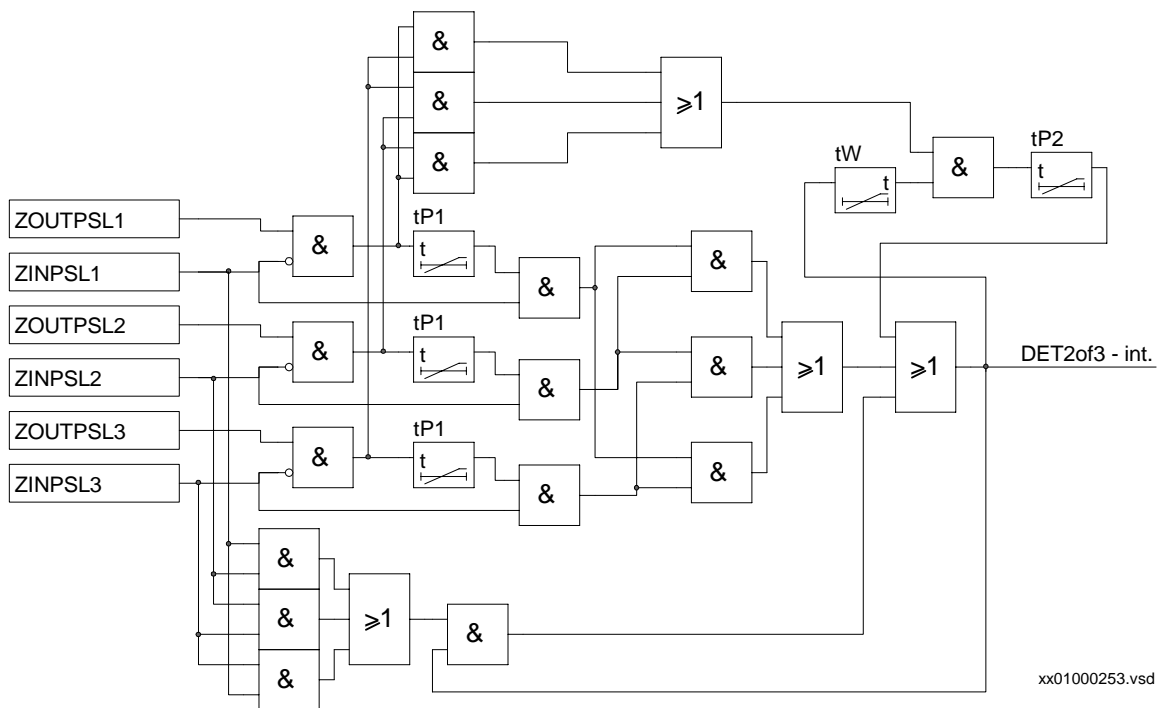 &
&
&
≥1
tP2
tW
&
t
t
ZOUTPSL1
tP1
&
t
&
&
ZINPSL1
ZOUTPSL2
tP1
&
t
&
&
≥1
≥1
DET2of3 - int.
ZINPSL2
ZOUTPSL3
tP1
&
t
&
&
ZINPSL3
&
&
≥1
&
&
xx01000253.vsd